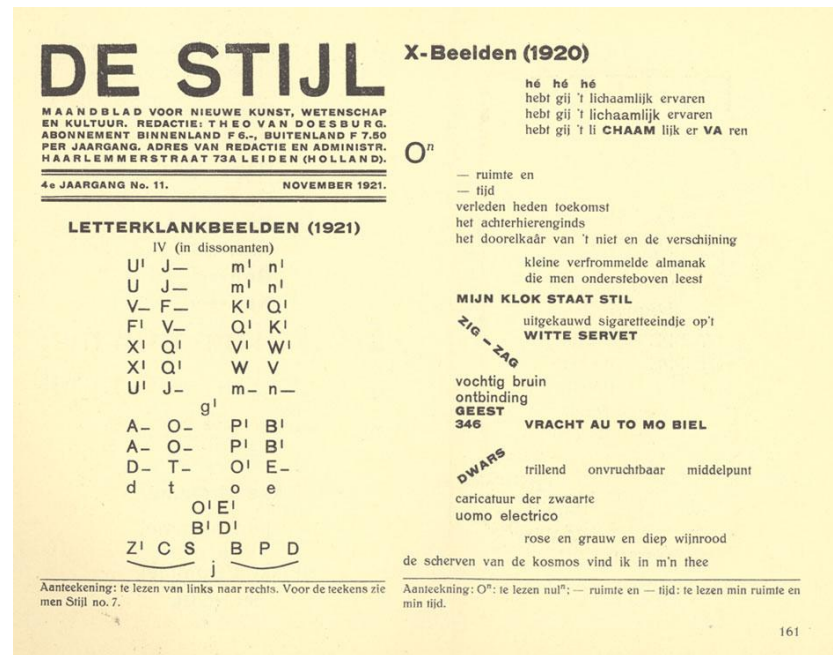 DE STIJL
MAANDBLAD VOOR NIEUWE KUNST, WETENSCHAP
EN KULTUUR. REDACTIE: THEO VAN DOESBURG.
ABONNEMENT BINNENLAND F 6.-, BUITENLAND F 7.50
PER JAARGANG. ADRES VAN REDACTIE EN ADMINISTR.
HAARLEMMERSTRAAT 73A LEIDEN (HOLLAND).
4e JAARGANG No. 11. NOVEMBER 1921.
LETTERKLANKBEELDEN (1921)
IV (in dissonanten)
U| J— m| n|
U J— m| n|
V— F— K| Q|
F| V— Q| K|
X| Q| V| W|
X| Q| W V
U| J— m— n—
g|
A— O— P| B|
A— O— P| B|
D— T— O| E—
d t o e
O| E|
B| D|
Z| C S B P D
j
Aanteekening: te lezen van links naar rechts. Voor de teekens zie
men Stijl no. 7.
X-Beelden (1920)
hé hé hé
hebt gij 't lichaamlijk ervaren
hebt gij 't lichaamlijk ervaren
hebt gij 't li CHAAM lijk er VA ren
Oⁿ
— ruimte en
— tijd
verleden heden toekomst
het achterhierenginds
het doorelkaâr van 't niet en de verschijning
kleine verfrommelde almanak
die men ondersteboven leest
MIJN KLOK STAAT STIL
ZIG-ZAG
uitgekauwd sigaretteeindje op't
WITTE SERVET
vochtig bruin
ontbinding
GEEST
346 VRACHT AU TO MO BIEL
DWARS
trillend onvruchtbaar middelpunt
caricatuur der zwaarte
uomo electrico
rose en grauw en diep wijnrood
de scherven van de kosmos vind ik in m'n thee
Aanteekning: Oⁿ: te lezen nulⁿ; — ruimte en — tijd: te lezen min ruimte en
min tijd.
161